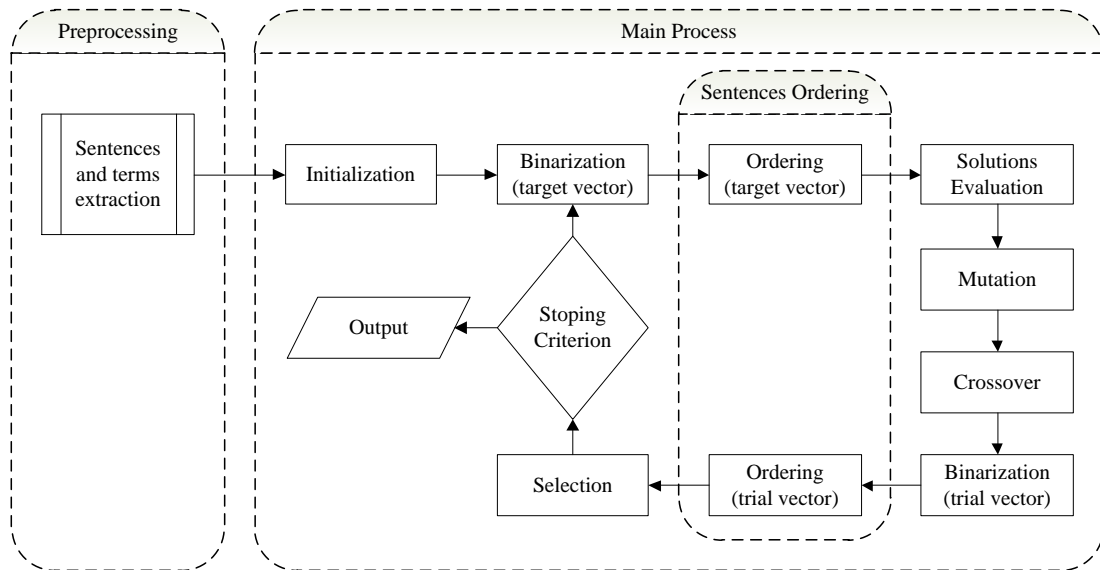 Preprocessing
Main Process
Sentences Ordering
Sentences
and terms
extraction
Initialization
Binarization
(target vector)
Ordering
(target vector)
Solutions
Evaluation
Mutation
Output
Stoping
Criterion
Crossover
Selection
Ordering
(trial vector)
Binarization
(trial vector)